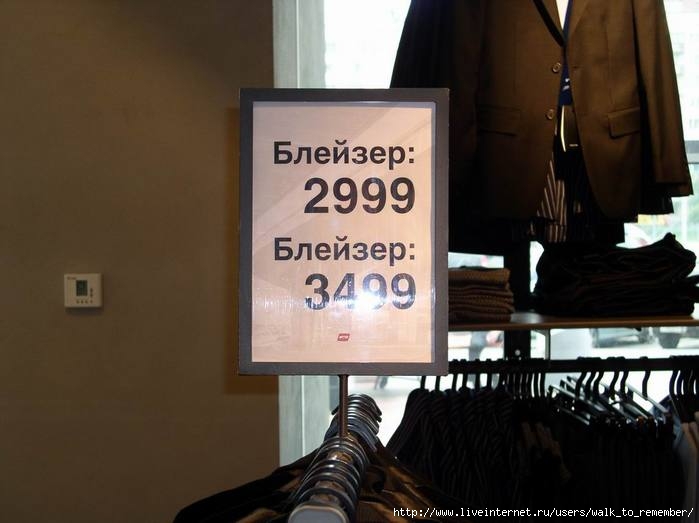 Блейзер:
2999
Блейзер:
3499
http://www.liveinternet.ru/users/walk_to_remember/